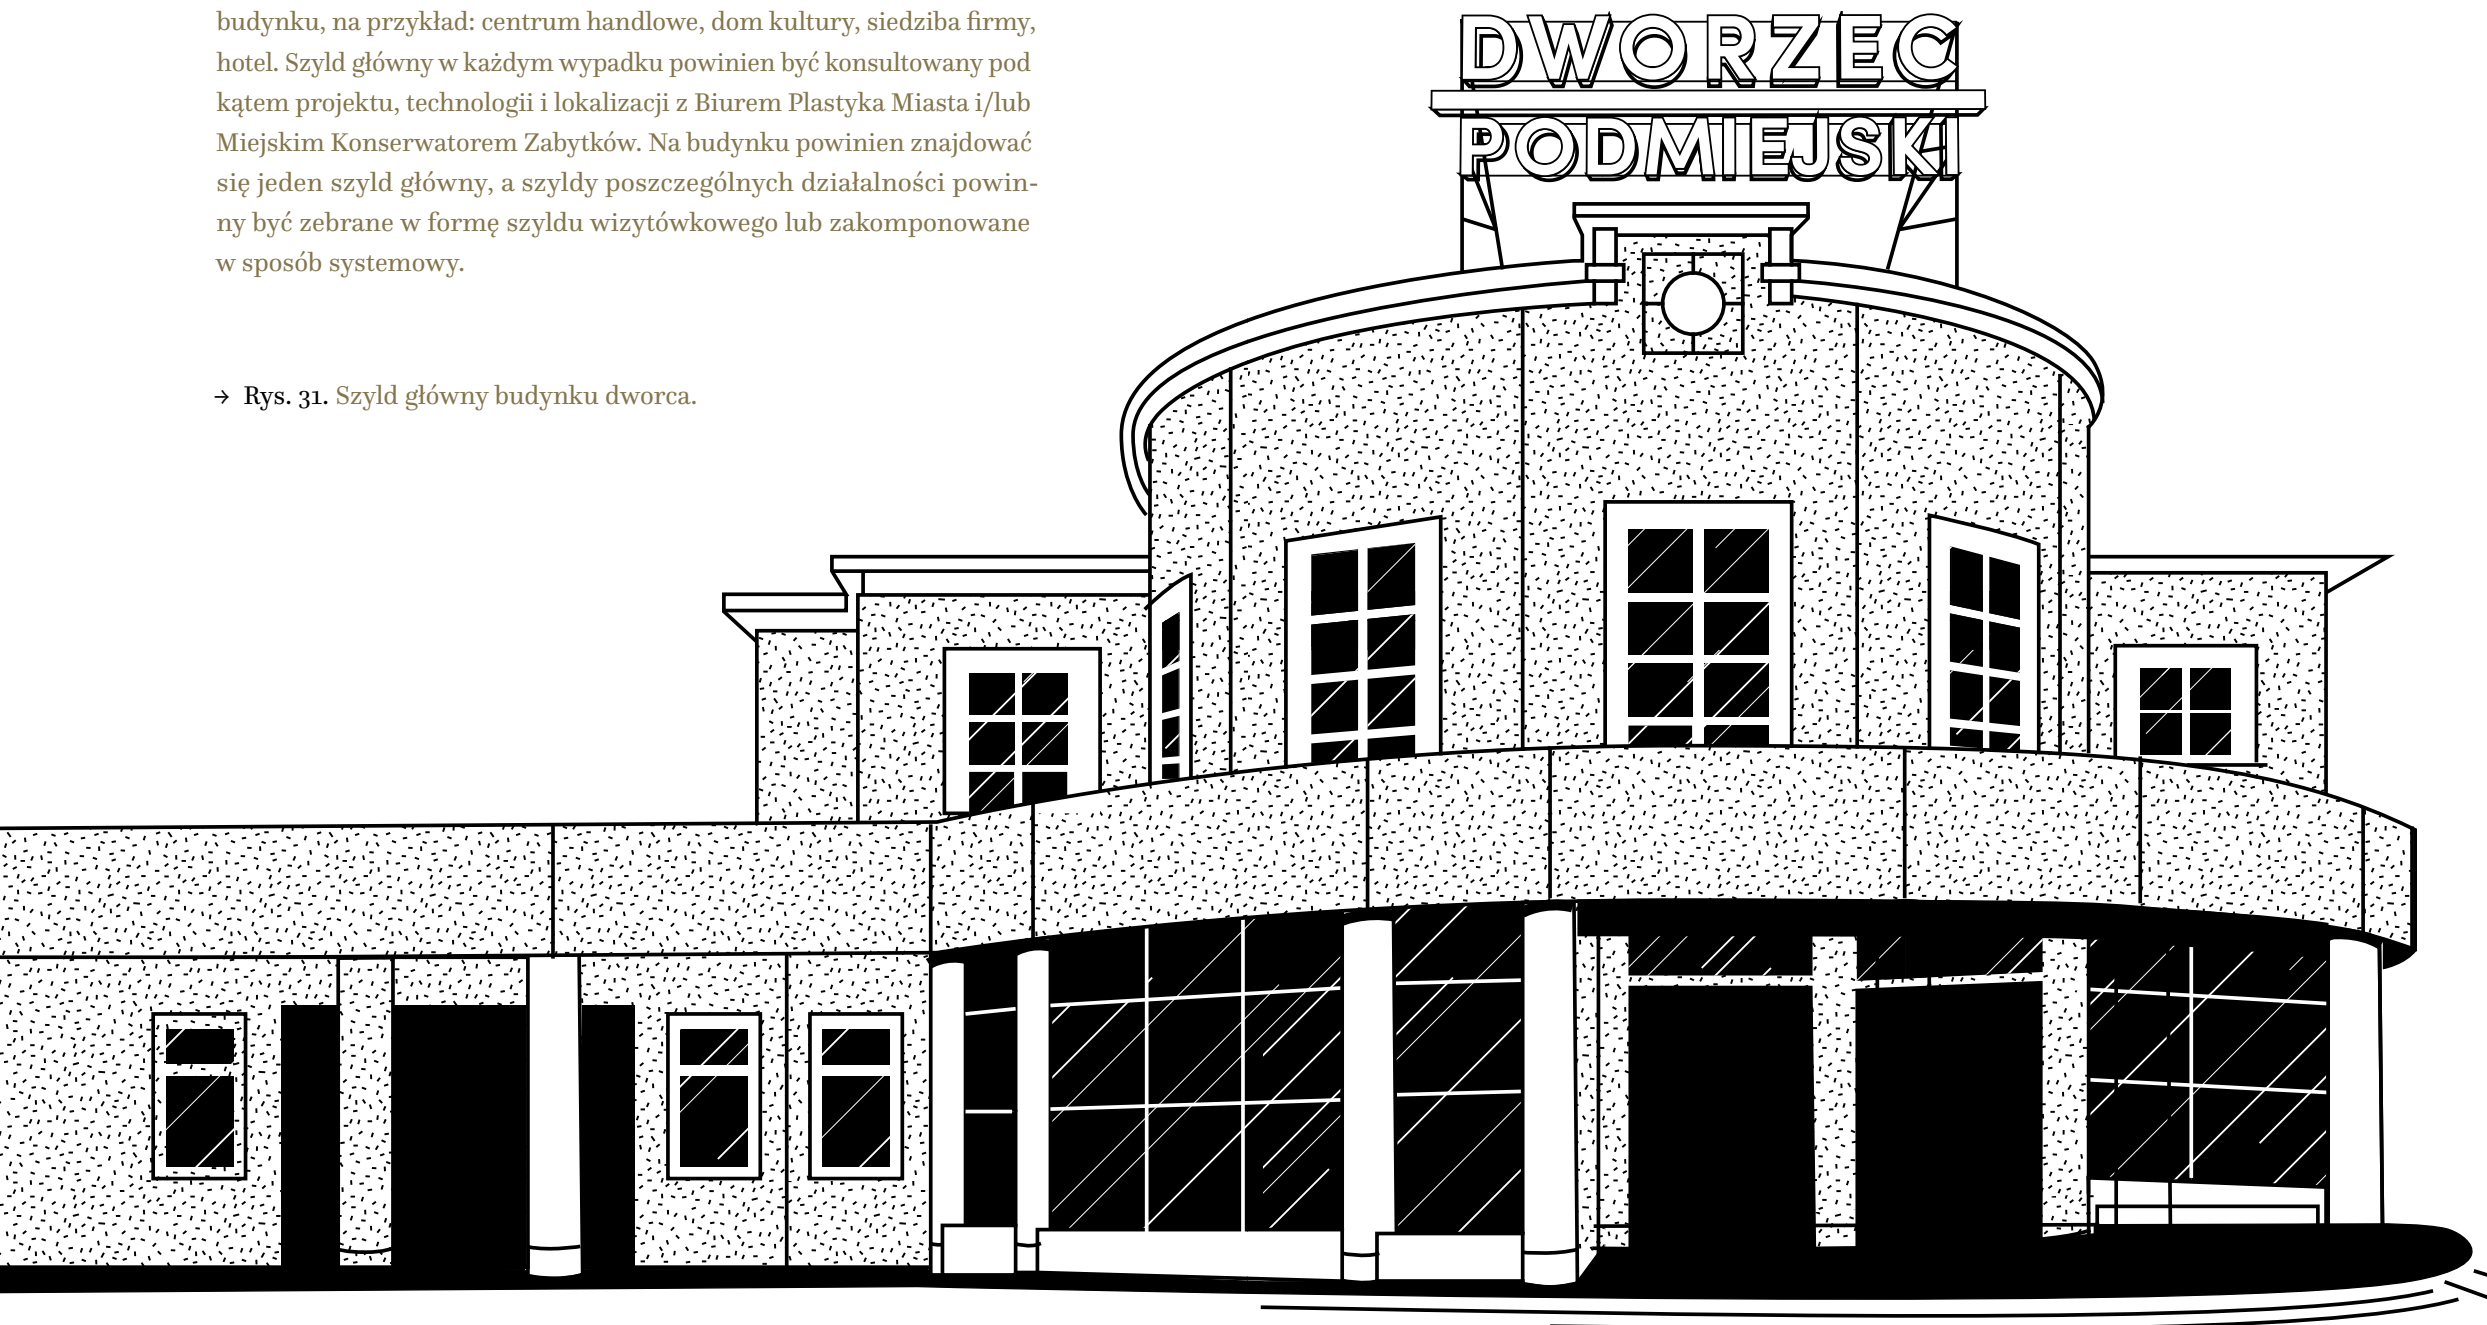 budynku, na przykład: centrum handlowe, dom kultury, siedziba firmy,
hotel. Szyld główny w każdym wypadku powinien być konsultowany pod
kątem projektu, technologii i lokalizacji z Biurem Plastyka Miasta i/lub
Miejskim Konserwatorem Zabytków. Na budynku powinien znajdować
się jeden szyld główny, a szyldy poszczególnych działalności powin-
ny być zebrane w formę szyldu wizytówkowego lub zakomponowane
w sposób systemowy.
→ Rys. 31. Szyld główny budynku dworca.
DWORZEC
PODMIEJSKI